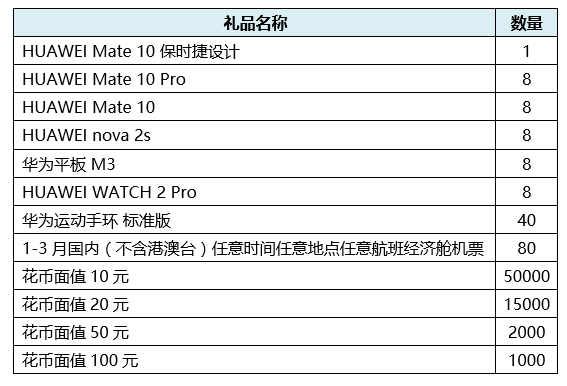 礼品名称 数量
HUAWEI Mate 10 保时捷设计 1
HUAWEI Mate 10 Pro 8
HUAWEI Mate 10 8
HUAWEI nova 2s 8
华为平板 M3 8
HUAWEI WATCH 2 Pro 8
华为运动手环 标准版 40
1-3 月国内（不含港澳台）任意时间任意地点任意航班经济舱机票 80
花币面值 10 元 50000
花币面值 20 元 15000
花币面值 50 元 2000
花币面值 100 元 1000